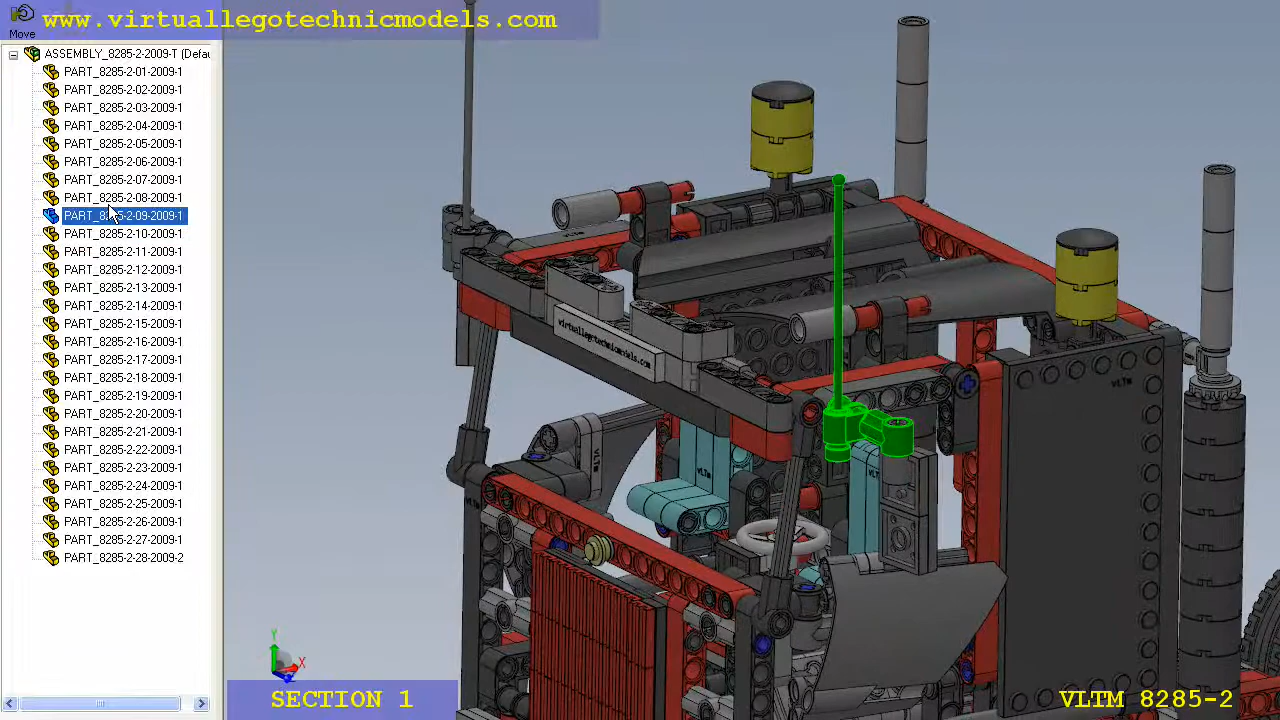 www.virtuallegotechnicmodels.com
Move
ASSEMBLY_8285-2-2009-T (Defau
PART_8285-2-01-2009-1
PART_8285-2-02-2009-1
PART_8285-2-03-2009-1
PART_8285-2-04-2009-1
PART_8285-2-05-2009-1
PART_8285-2-06-2009-1
PART_8285-2-07-2009-1
PART_8285-2-08-2009-1
PART_8285-2-09-2009-1
PART_8285-2-10-2009-1
PART_8285-2-11-2009-1
PART_8285-2-12-2009-1
PART_8285-2-13-2009-1
PART_8285-2-14-2009-1
PART_8285-2-15-2009-1
PART_8285-2-16-2009-1
PART_8285-2-17-2009-1
PART_8285-2-18-2009-1
PART_8285-2-19-2009-1
PART_8285-2-20-2009-1
PART_8285-2-21-2009-1
PART_8285-2-22-2009-1
PART_8285-2-23-2009-1
PART_8285-2-24-2009-1
PART_8285-2-25-2009-1
PART_8285-2-26-2009-1
PART_8285-2-27-2009-1
PART_8285-2-28-2009-2
virtuallegotechnicmodels.com
VLTm
VLTm
VLTm
Y
X
SECTION 1
VLTM 8285-2